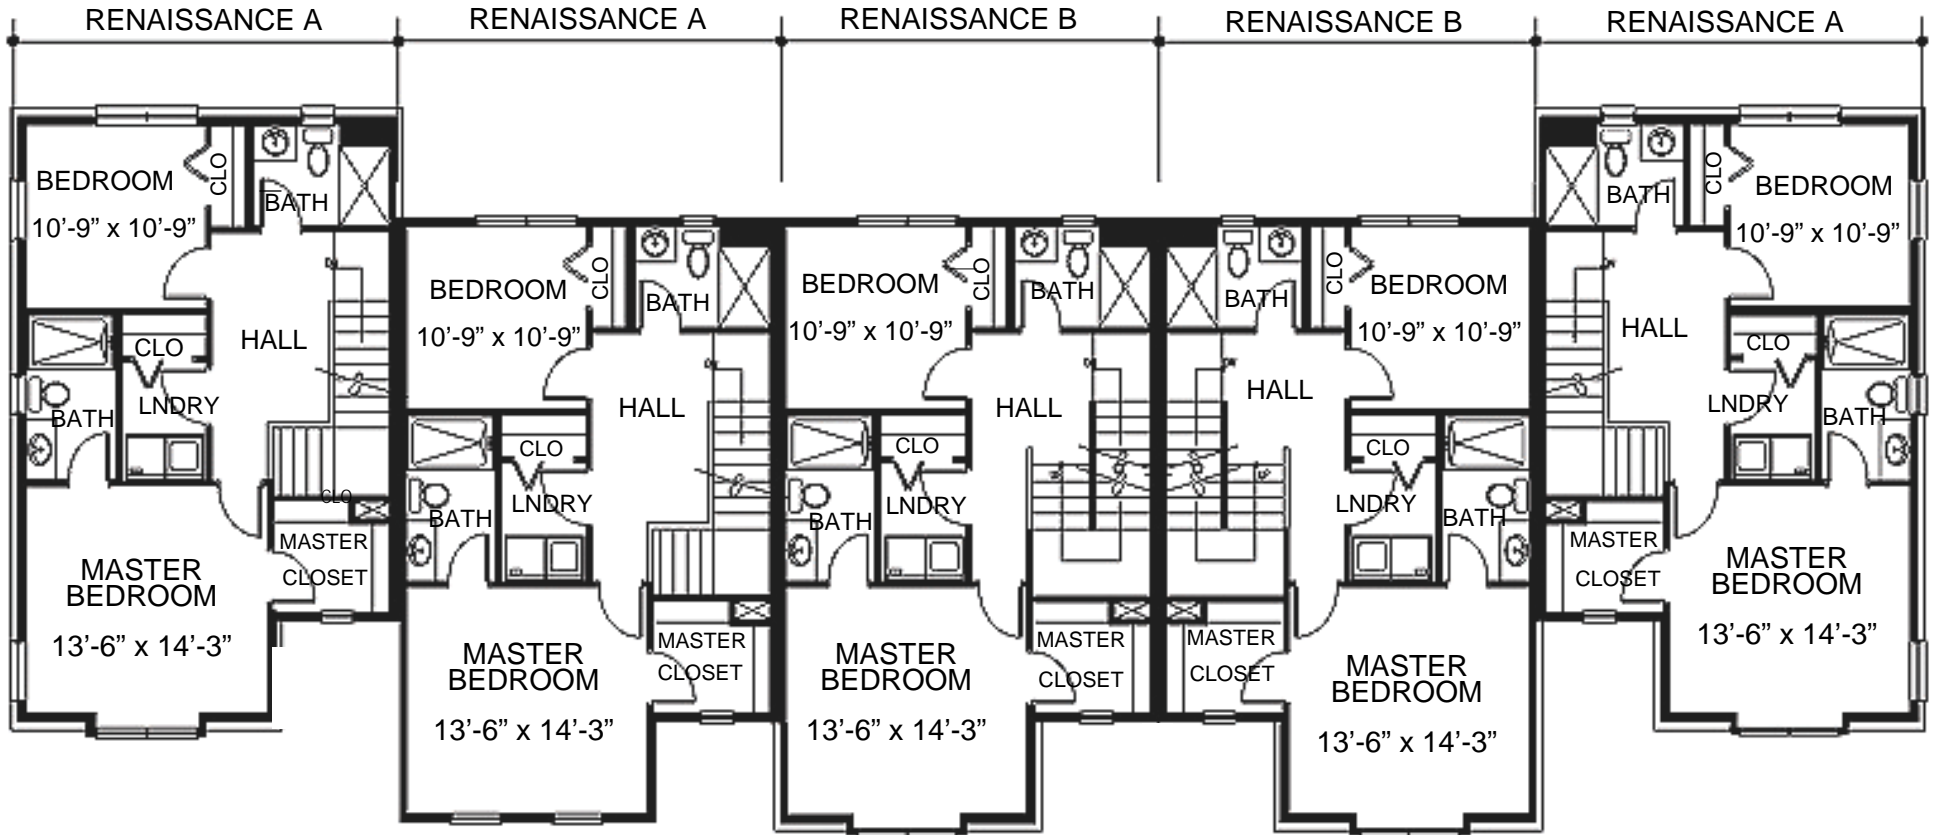 RENAISSANCE A
RENAISSANCE A
RENAISSANCE B
RENAISSANCE B
RENAISSANCE A
BEDROOM
10’-9” x 10’-9”
CLO
BATH
HALL
CLO
LNDRY
BATH
CLO
MASTER
CLOSET
MASTER
BEDROOM
13’-6” x 14’-3”
BEDROOM
10’-9” x 10’-9”
CLO
BATH
HALL
CLO
LNDRY
BATH
MASTER
CLOSET
MASTER
BEDROOM
13’-6” x 14’-3”
BEDROOM
10’-9” x 10’-9”
CLO
BATH
HALL
CLO
LNDRY
BATH
MASTER
CLOSET
MASTER
BEDROOM
13’-6” x 14’-3”
BATH
CLO
BEDROOM
10’-9” x 10’-9”
HALL
CLO
LNDRY
BATH
MASTER
CLOSET
MASTER
BEDROOM
13’-6” x 14’-3”
BATH
CLO
BEDROOM
10’-9” x 10’-9”
HALL
CLO
LNDRY
BATH
MASTER
CLOSET
MASTER
BEDROOM
13’-6” x 14’-3”